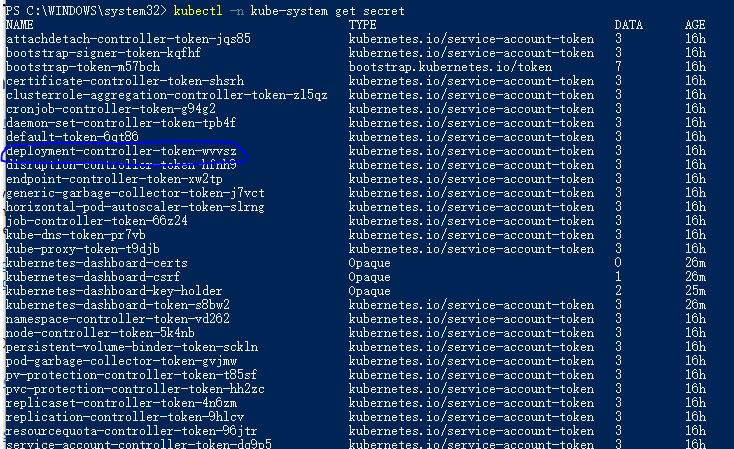 PS C:\WINDOWS\system32> kubectl -n kube-system get secret
NAME TYPE DATA AGE
attachdetach-controller-token-jqs85 kubernetes.io/service-account-token 3 16h
bootstrap-signer-token-kqfhf kubernetes.io/service-account-token 3 16h
bootstrap-token-m57bch bootstrap.kubernetes.io/token 7 16h
certificate-controller-token-shsrh kubernetes.io/service-account-token 3 16h
clusterrole-aggregation-controller-token-zl5qz kubernetes.io/service-account-token 3 16h
cronjob-controller-token-g94g2 kubernetes.io/service-account-token 3 16h
daemon-set-controller-token-tpb4f kubernetes.io/service-account-token 3 16h
default-token-6qt86 kubernetes.io/service-account-token 3 16h
deployment-controller-token-wvvsz kubernetes.io/service-account-token 3 16h
disruption-controller-token-hfnh9 kubernetes.io/service-account-token 3 16h
endpoint-controller-token-xw2tp kubernetes.io/service-account-token 3 16h
generic-garbage-collector-token-j7vct kubernetes.io/service-account-token 3 16h
horizontal-pod-autoscaler-token-slrng kubernetes.io/service-account-token 3 16h
job-controller-token-66z24 kubernetes.io/service-account-token 3 16h
kube-dns-token-pr7vb kubernetes.io/service-account-token 3 16h
kube-proxy-token-t9djb kubernetes.io/service-account-token 3 16h
kubernetes-dashboard-certs Opaque 0 26m
kubernetes-dashboard-csrf Opaque 1 26m
kubernetes-dashboard-key-holder Opaque 2 25m
kubernetes-dashboard-token-s8bw2 kubernetes.io/service-account-token 3 26m
namespace-controller-token-vd262 kubernetes.io/service-account-token 3 16h
node-controller-token-5k4nb kubernetes.io/service-account-token 3 16h
persistent-volume-binder-token-sckln kubernetes.io/service-account-token 3 16h
pod-garbage-collector-token-gvjmw kubernetes.io/service-account-token 3 16h
pv-protection-controller-token-t85sf kubernetes.io/service-account-token 3 16h
pvc-protection-controller-token-hh2zc kubernetes.io/service-account-token 3 16h
replicaset-controller-token-4n6zm kubernetes.io/service-account-token 3 16h
replication-controller-token-9hlcv kubernetes.io/service-account-token 3 16h
resourcequota-controller-token-96jtr kubernetes.io/service-account-token 3 16h
service-account-controller-token-dq9p5 kubernetes.io/service-account-token 3 16h